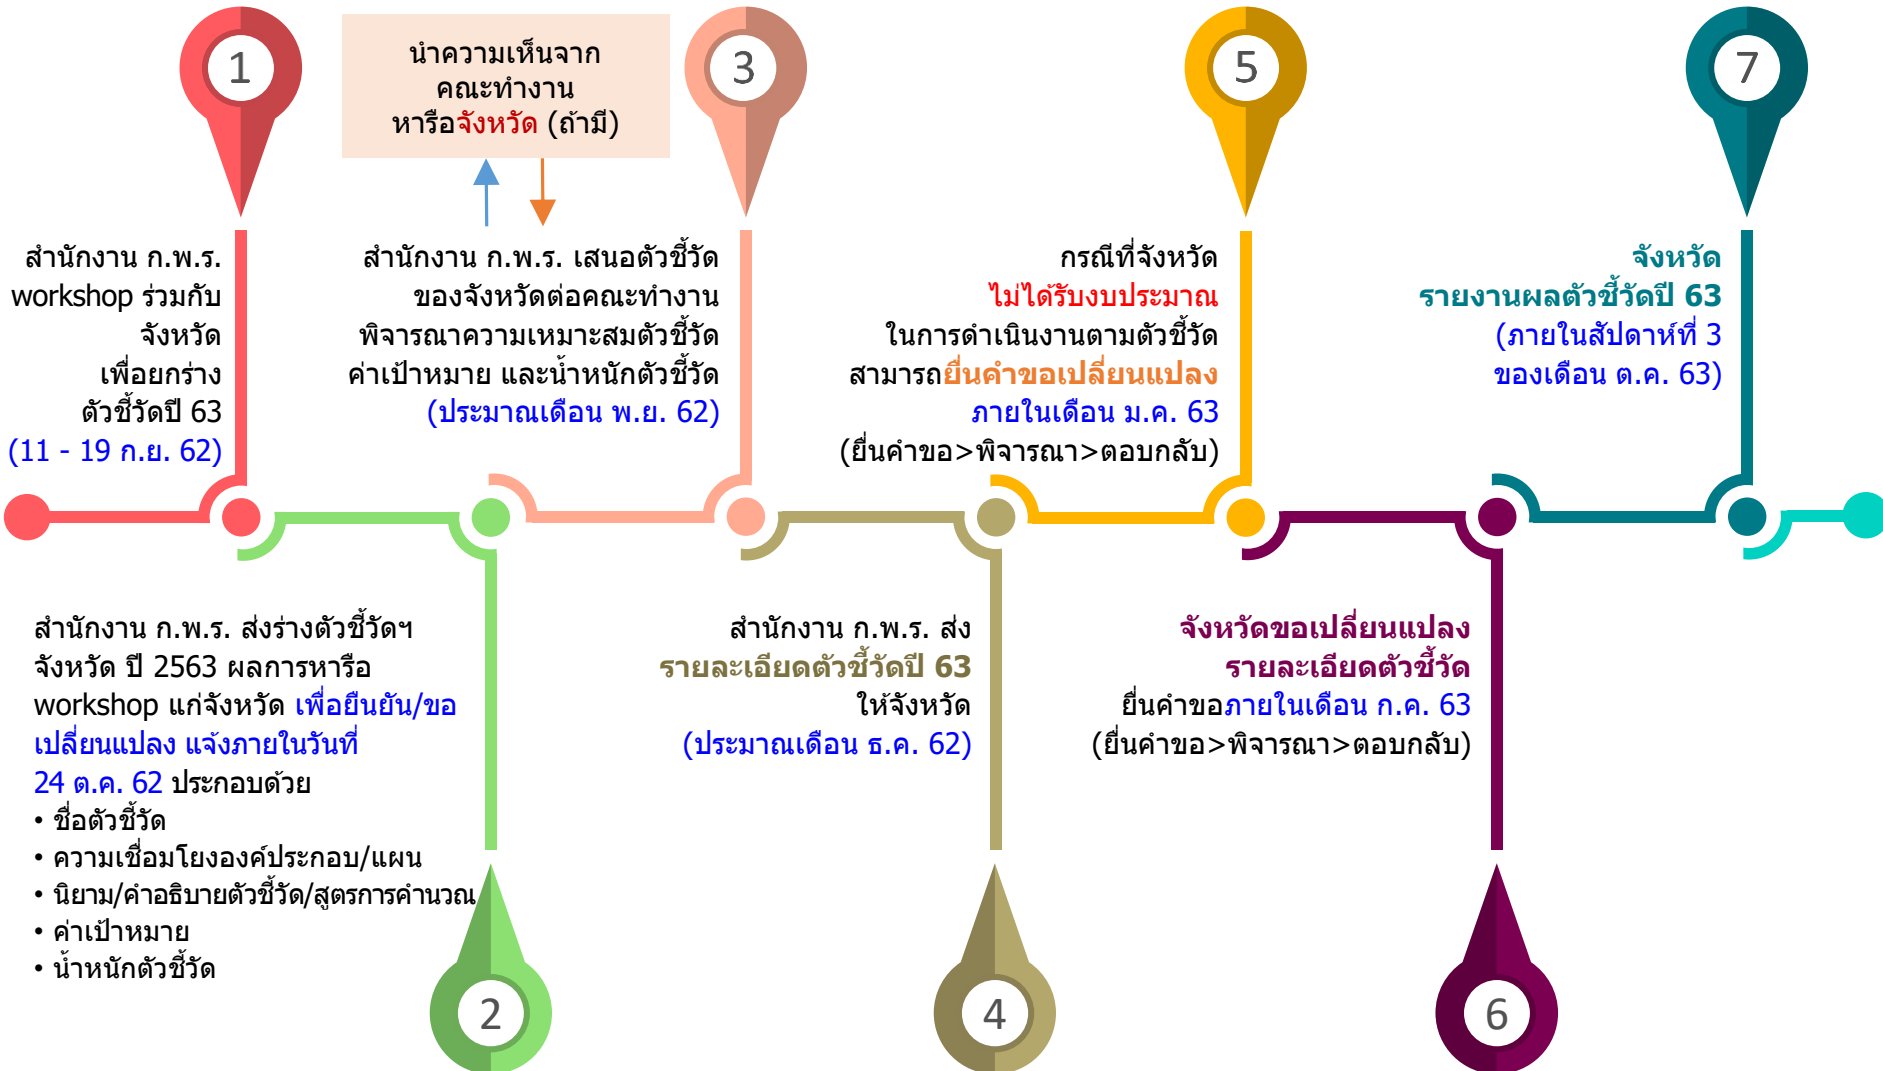 1
สำนักงาน ก.พ.ร.
workshop ร่วมกับ
จังหวัด
เพื่อยกร่าง
ตัวชี้วัดปี 63
(11 - 19 ก.ย. 62)
2
สำนักงาน ก.พ.ร. ส่งร่างตัวชี้วัดฯ
จังหวัด ปี 2563 ผลการหารือ
workshop แก่จังหวัด เพื่อยืนยัน/ขอ
เปลี่ยนแปลง แจ้งภายในวันที่
24 ต.ค. 62 ประกอบด้วย
• ชื่อตัวชี้วัด
• ความเชื่อมโยงองค์ประกอบ/แผน
• นิยาม/คำอธิบายตัวชี้วัด/สูตรการคำนวณ
• ค่าเป้าหมาย
• น้ำหนักตัวชี้วัด
นำความเห็นจาก
คณะทำงาน
หารือจังหวัด (ถ้ามี)
3
สำนักงาน ก.พ.ร. เสนอตัวชี้วัด
ของจังหวัดต่อคณะทำงาน
พิจารณาความเหมาะสมตัวชี้วัด
ค่าเป้าหมาย และน้ำหนักตัวชี้วัด
(ประมาณเดือน พ.ย. 62)
4
สำนักงาน ก.พ.ร. ส่ง
รายละเอียดตัวชี้วัดปี 63
ให้จังหวัด
(ประมาณเดือน ธ.ค. 62)
5
กรณีที่จังหวัด
ไม่ได้รับงบประมาณ
ในการดำเนินงานตามตัวชี้วัด
สามารถยื่นคำขอเปลี่ยนแปลง
ภายในเดือน ม.ค. 63
(ยื่นคำขอ>พิจารณา>ตอบกลับ)
6
จังหวัดขอเปลี่ยนแปลง
รายละเอียดตัวชี้วัด
ยื่นคำขอภายในเดือน ก.ค. 63
(ยื่นคำขอ>พิจารณา>ตอบกลับ)
7
จังหวัด
รายงานผลตัวชี้วัดปี 63
(ภายในสัปดาห์ที่ 3
ของเดือน ต.ค. 63)